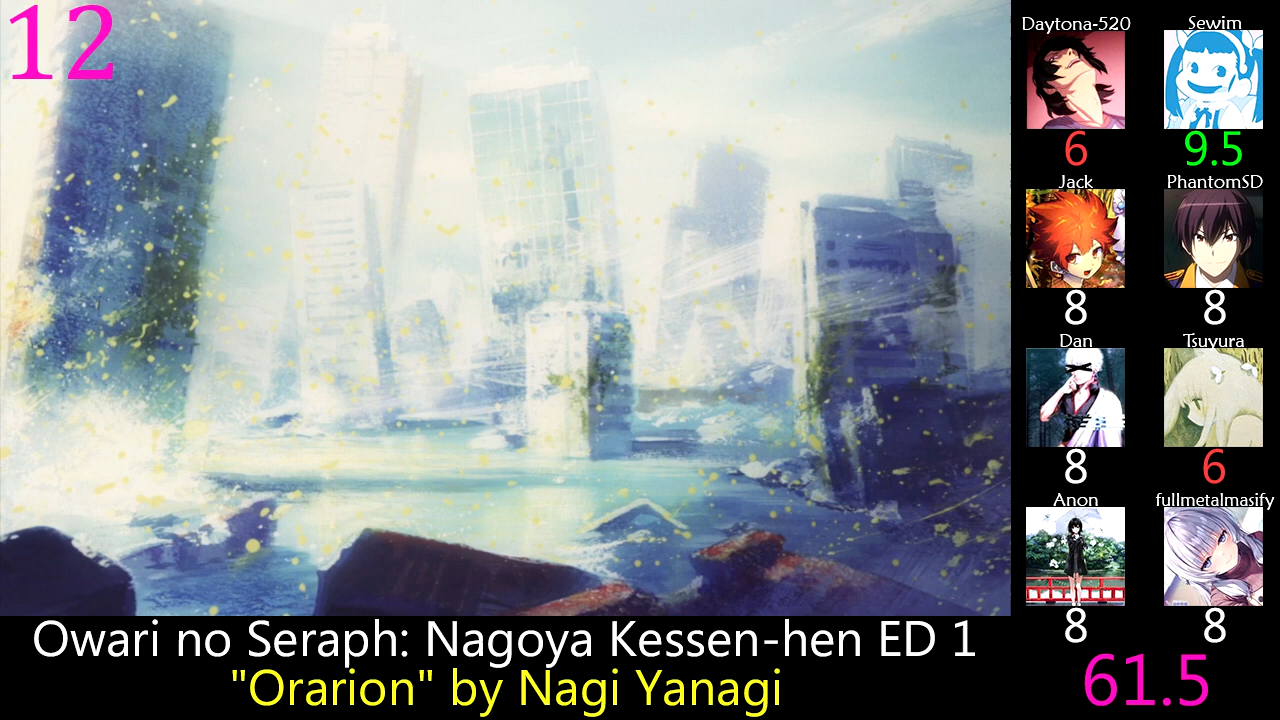 12
Daytona-520
Sewim
6
9.5
Jack
PhantomSD
8
8
Dan
Tsuyura
8
6
Anon
fullmetalmasify
8
8
Owari no Seraph: Nagoya Kessen-hen ED 1
"Orarion" by Nagi Yanagi
61.5